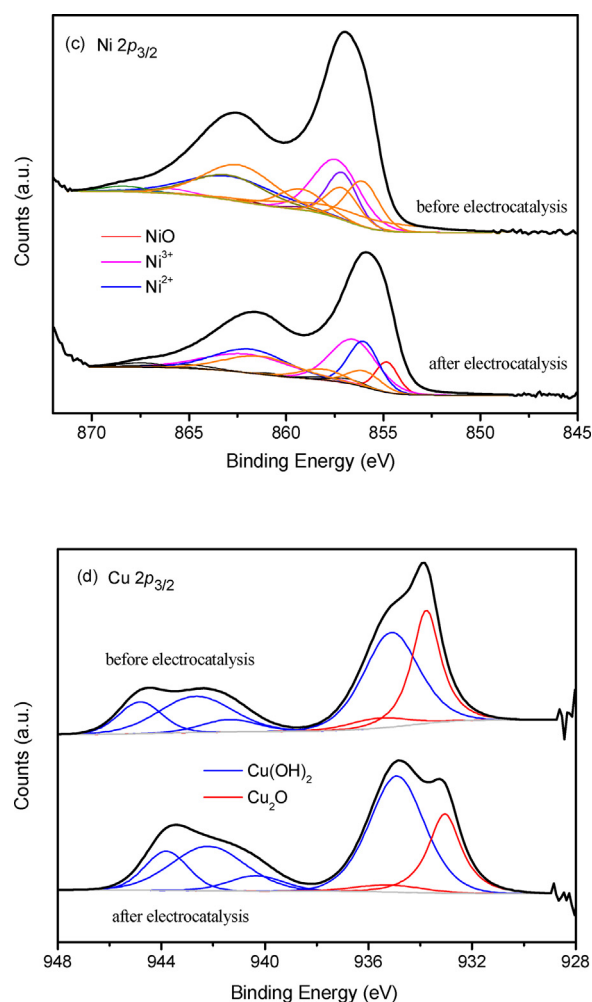 (c) Ni 2p3/2
before electrocatalysis
NiO
Ni3+
Ni2+
after electrocatalysis
Counts (a.u.)
870 865 860 855 850 845
Binding Energy (eV)
(d) Cu 2p3/2
before electrocatalysis
Cu(OH)2
Cu2O
after electrocatalysis
Counts (a.u.)
948 944 940 936 932 928
Binding Energy (eV)